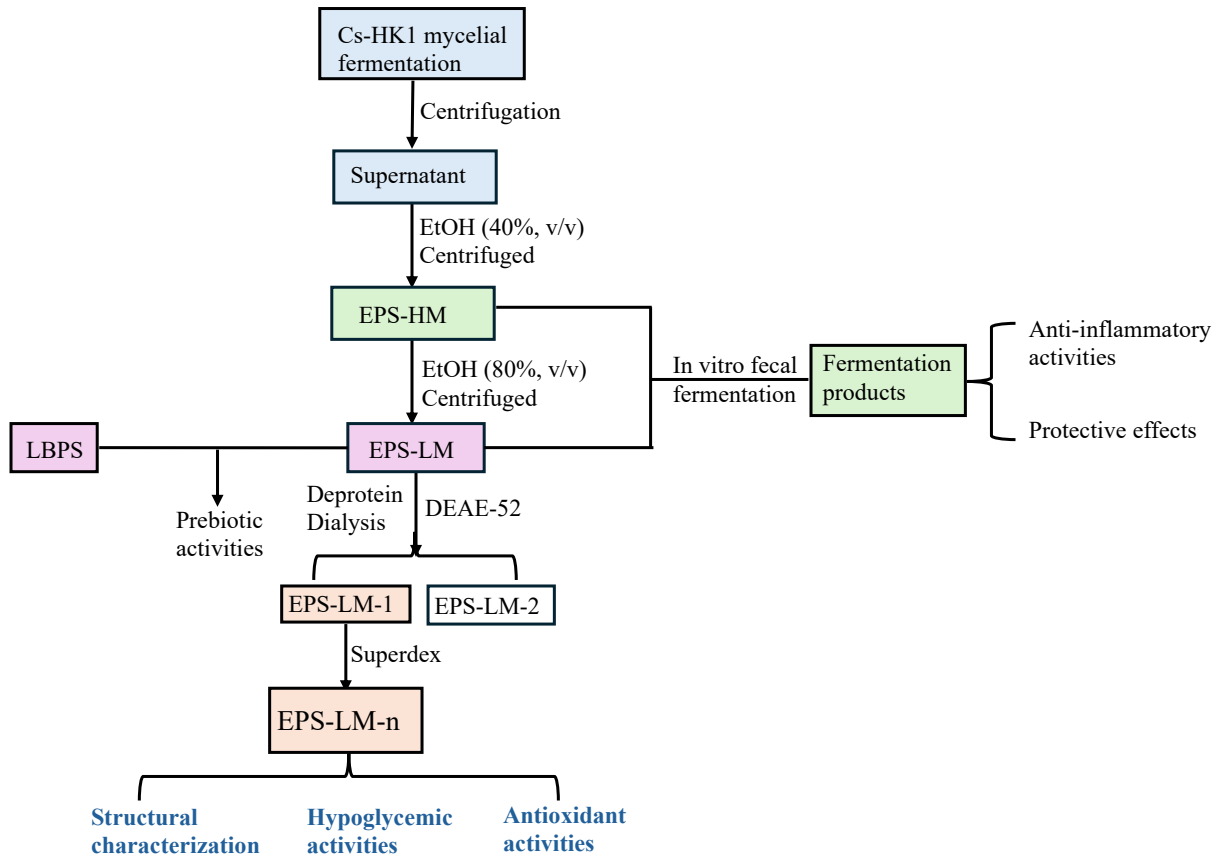 Cs-HK1 mycelial
fermentation
Centrifugation
Supernatant
EtOH (40%, v/v)
Centrifuged
EPS-HM
EtOH (80%, v/v)
Centrifuged
In vitro fecal
fermentation
Fermentation
products
Anti-inflammatory
activities
Protective effects
LBPS
EPS-LM
Prebiotic
activities
Deprotein
Dialysis
DEAE-52
EPS-LM-1
EPS-LM-2
Superdex
EPS-LM-n
Structural
characterization
Hypoglycemic
activities
Antioxidant
activities